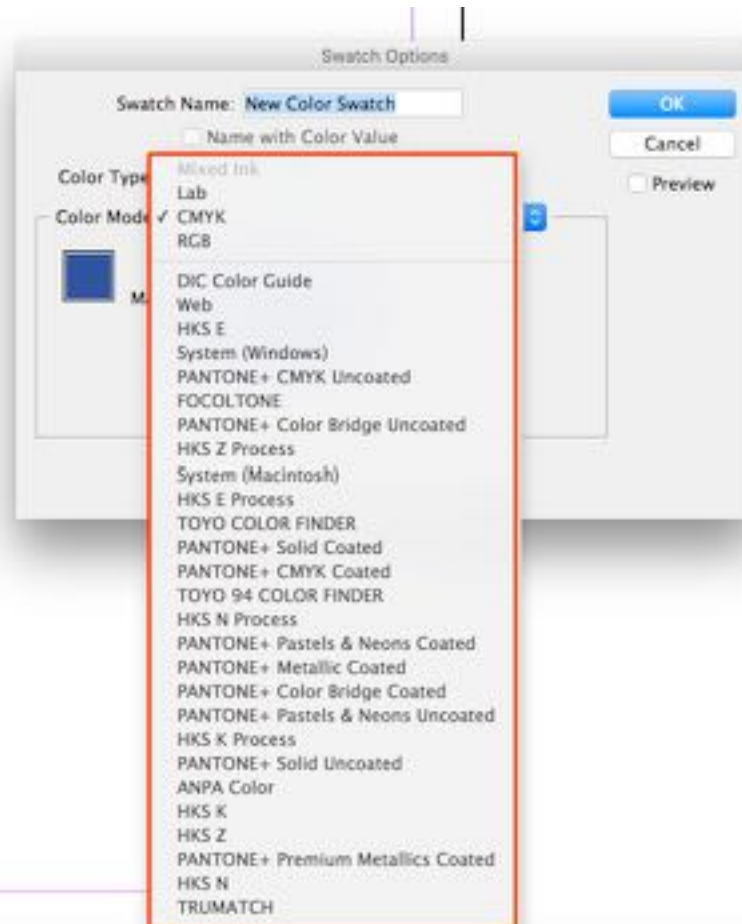 Swatch Options
Swatch Name: New Color Swatch
OK
Name with Color Value
Cancel
Color Type
Mixed Ink
Preview
Lab
Color Mode ✓ CMYK
RGB
DIC Color Guide
Web
HKS E
System (Windows)
PANTONE+ CMYK Uncoated
FOCOLTONE
PANTONE+ Color Bridge Uncoated
HKS Z Process
System (Macintosh)
HKS E Process
TOYO COLOR FINDER
PANTONE+ Solid Coated
PANTONE+ CMYK Coated
TOYO 94 COLOR FINDER
HKS N Process
PANTONE+ Pastels & Neons Coated
PANTONE+ Metallic Coated
PANTONE+ Color Bridge Coated
PANTONE+ Pastels & Neons Uncoated
HKS K Process
PANTONE+ Solid Uncoated
ANPA Color
HKS K
HKS Z
PANTONE+ Premium Metallics Coated
HKS N
TRUMATCH